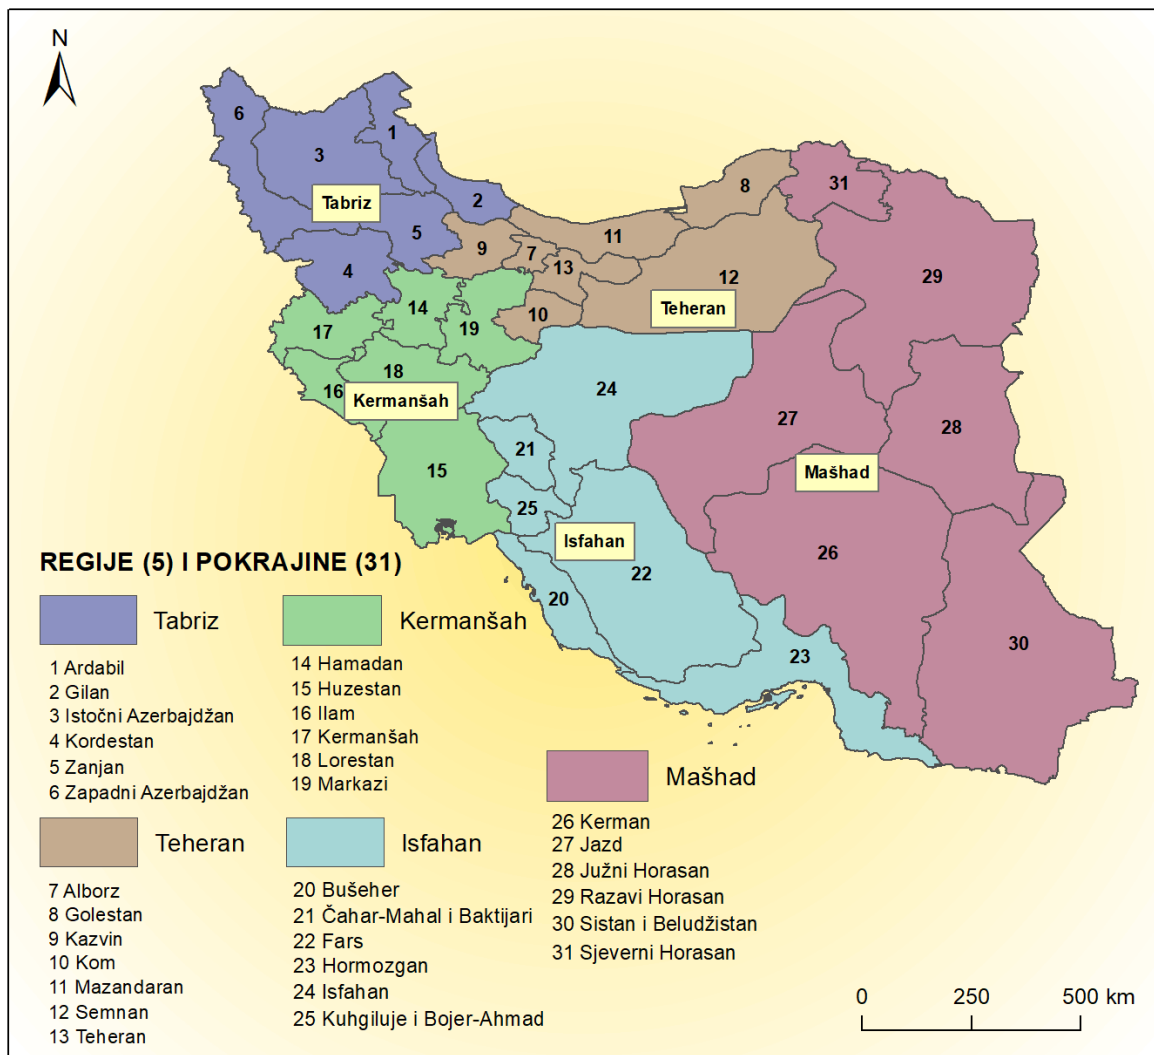 N
6
1
3
2
8
31
Tabriz
5
9
7
11
13
4
12
29
14
10
Teheran
17
19
18
24
16
Kermanšah
27
28
21
15
Mašhad
25
Isfahan
26
22
20
30
23
REGIJE (5) I POKRAJINE (31)
Tabriz
1 Ardabil
2 Gilan
3 Istočni Azerbajdžan
4 Kordestan
5 Zanjan
6 Zapadni Azerbajdžan
Kermanšah
14 Hamadan
15 Huzestan
16 Ilam
17 Kermanšah
18 Lorestan
19 Markazi
Teheran
7 Alborz
8 Golestan
9 Kazvin
10 Kom
11 Mazandaran
12 Semnan
13 Teheran
Isfahan
20 Bušeher
21 Čahar-Mahal i Baktijari
22 Fars
23 Hormozgan
24 Isfahan
25 Kuhgiluje i Bojer-Ahmad
Mašhad
26 Kerman
27 Jazd
28 Južni Horasan
29 Razavi Horasan
30 Sistan i Beludžistan
31 Sjeverni Horasan
0 250 500 km